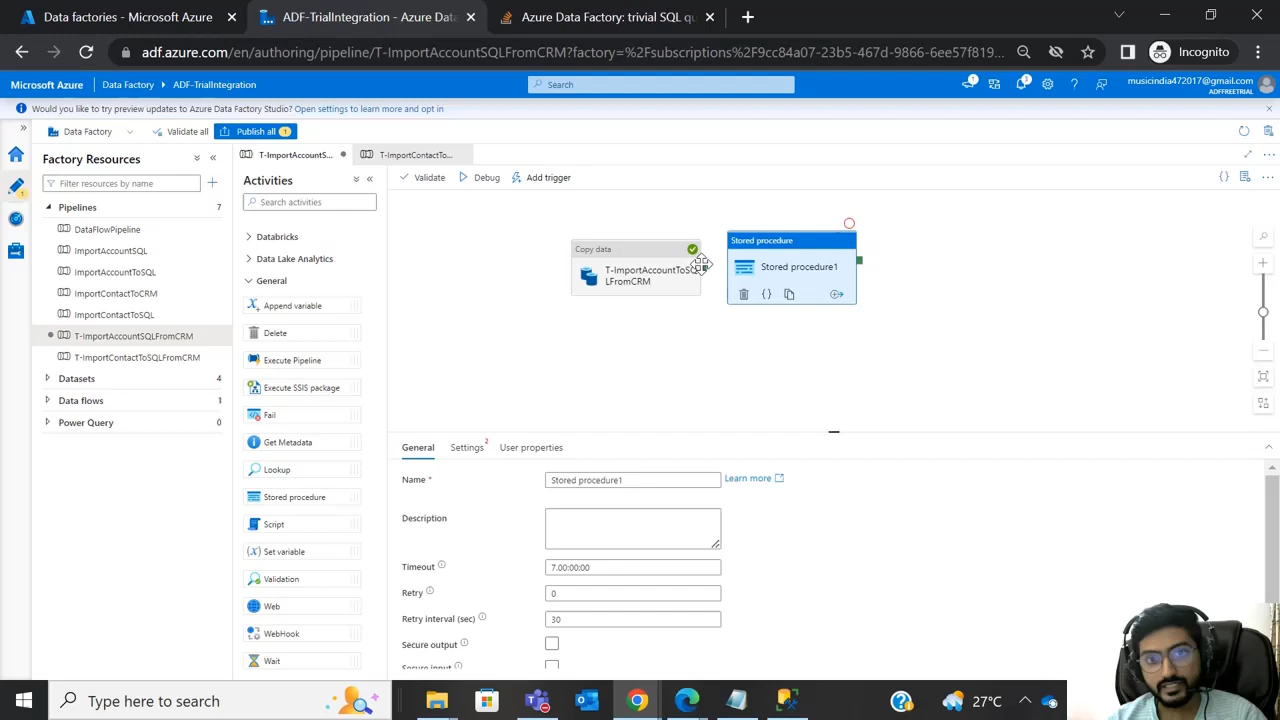 Data factories - Microsoft Azure
ADF-TrialIntegration - Azure Data
Azure Data Factory: trivial SQL qu
adf.azure.com/en/authoring/pipeline/T-ImportAccountSQLFromCRM?factory=%2Fsubscriptions%2F9cc84a07-23b5-467d-9866-6ee57f819...
Incognito
Microsoft Azure
Data Factory
ADF-TrialIntegration
Search
1
1
musicindia472017@gmail.com
ADFFREETRIAL
Would you like to try preview updates to Azure Data Factory Studio? Open settings to learn more and opt in
Data Factory
Validate all
Publish all 1
Factory Resources
Filter resources by name
Pipelines 7
DataFlowPipeline
ImportAccountSQL
ImportAccountToSQL
ImportContactToCRM
ImportContactToSQL
T-ImportAccountSQLFromCRM
T-ImportContactToSQLFromCRM
Datasets 4
Data flows 1
Power Query 0
T-ImportAccountS...
T-ImportContactTo...
Activities
Search activities
Databricks
Data Lake Analytics
General
Append variable
Delete
Execute Pipeline
Execute SSIS package
Fail
Get Metadata
Lookup
Stored procedure
Script
Set variable
Validation
Web
WebHook
Wait
Validate
Debug
Add trigger
Copy data
T-ImportAccountToSQ
LFromCRM
Stored procedure
Stored procedure1
General
Settings 2
User properties
Name *
Stored procedure1
Learn more
Description
Timeout
7.00:00:00
Retry
0
Retry interval (sec)
30
Secure output
Secure input
Type here to search
27°C